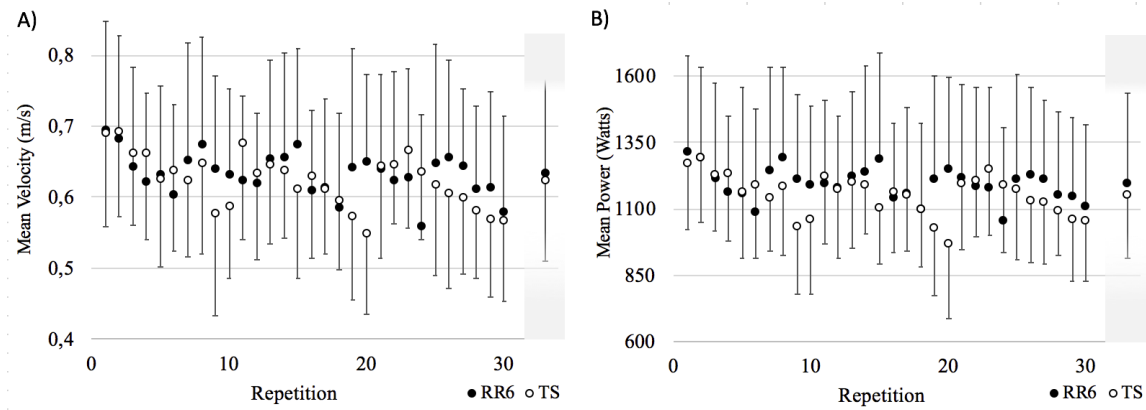 A)
Mean Velocity (m/s)
0,8
0,7
0,6
0,5
0,4
0
10
20
30
Repetition
RR6
TS
B)
Mean Power (Watts)
1600
1350
1100
850
600
0
10
20
30
Repetition
RR6
TS